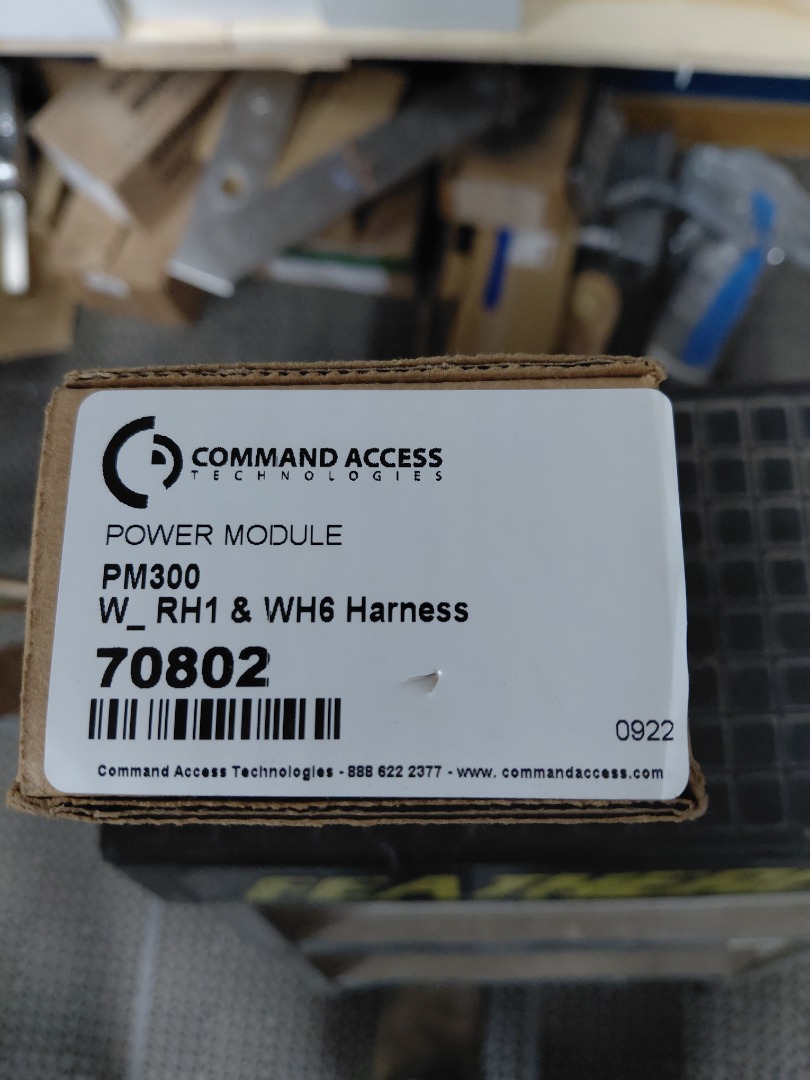 COMMAND ACCESS
TECHNOLOGIES
POWER MODULE
PM300
W_ RH1 & WH6 Harness
70802
0922
Command Access Technologies - 888 622 2377 - www. commandaccess.com